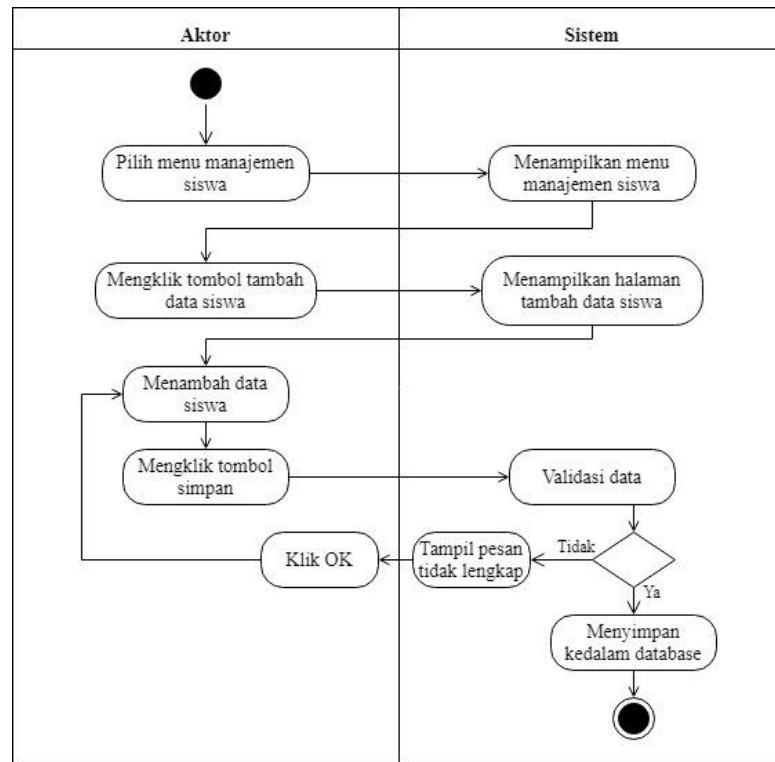 Aktor
Sistem
Pilih menu manajemen
siswa
Menampilkan menu
manajemen siswa
Mengklik tombol tambah
data siswa
Menampilkan halaman
tambah data siswa
Menambah data
siswa
Mengklik tombol
simpan
Validasi data
Tidak
Tampil pesan
tidak lengkap
Klik OK
Ya
Menyimpan
kedalam database